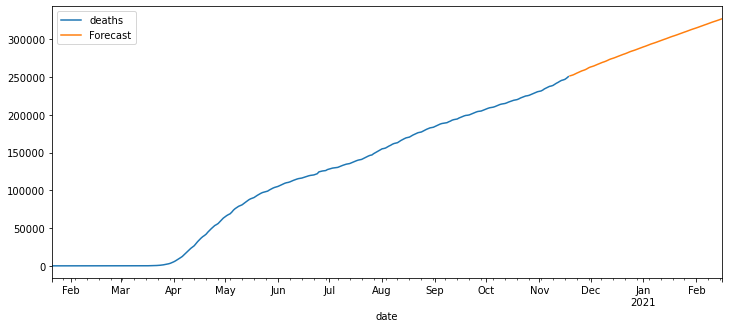 deaths
Forecast
300000
250000
200000
150000
100000
50000
0
Feb Mar Apr May Jun Jul Aug Sep Oct Nov Dec Jan Feb
2021
date